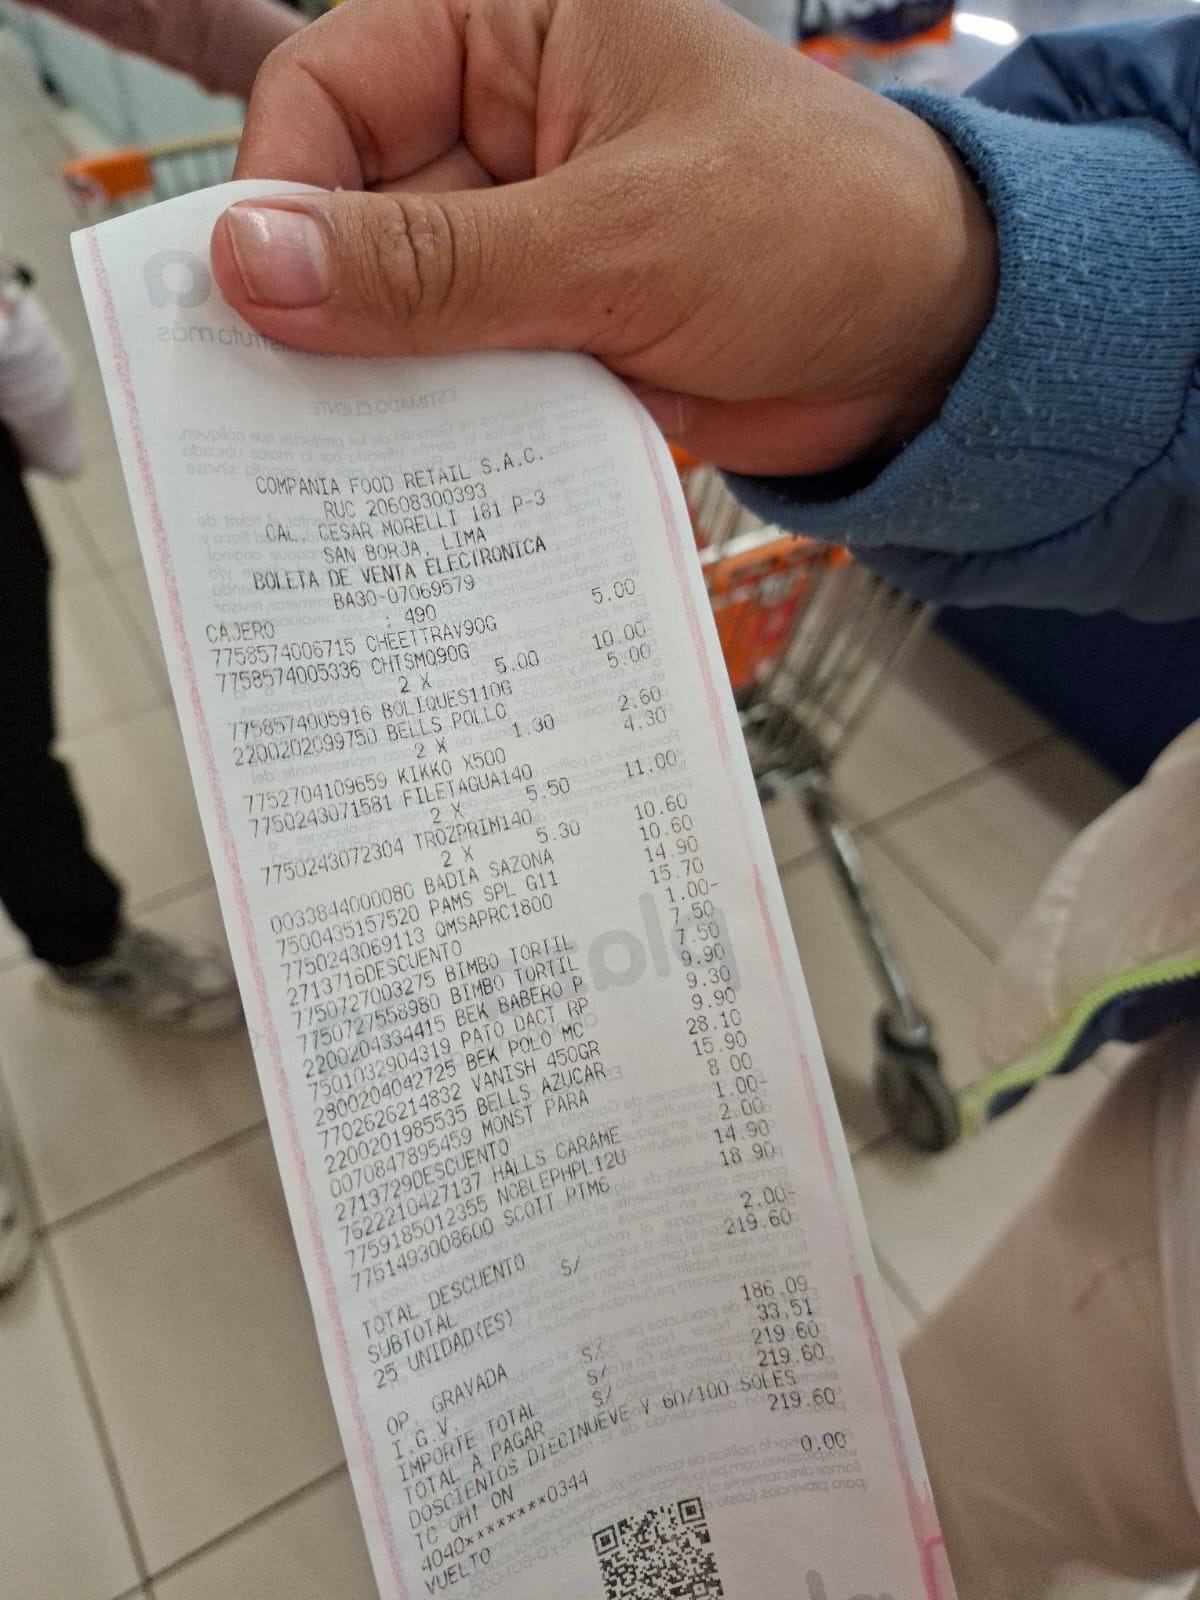 COMPANIA FOOD RETAIL S.A.C.
RUC 20608300393
CAL. CESAR MORELLI 181 P-3
SAN BORJA, LIMA
BOLETA DE VENTA ELECTRONICA
BA30-07069579
CAJERO : 490
7758574006715 CHEETTRAV90G 5.00
7758574005336 CHTSMQ90G 10.00
2 X 5.00
7758574005916 BOLIQUES110G 5.00
2200202099750 BELLS POLLO 2.60
2 X 1.30
7752704109659 KIKKO X500 4.30
7750243071581 FILETAGUA140 11.00
2 X 5.50
7750243072304 TROZPRIM140 10.60
2 X 5.30
0033844000080 BADIA SAZONA 10.60
7500435157520 PAMS SPL G11 14.90
7750243069113 QMSAPRC1800 15.70
2713716DESCUENTO 1.00-
7750727003275 BIMBO TORTIL 7.50
7750727558980 BIMBO TORTIL 7.50
2200204334415 BEK BABERO P 9.90
7501032904319 PATO DACT RP 9.30
2800204042725 BEK POLO MC 9.90
7702626214832 VANISH 450GR 28.10
2200201985535 BELLS AZUCAR 15.90
0070847895459 MONST PARA 8.00
2713729DESCUENTO 1.00-
7622210427137 HALLS CARAME 2.00
7759185012355 NOBLEPHPL12U 14.90
7751493008600 SCOTT PTM6 18.90
TOTAL DESCUENTO 2.00-
SUBTOTAL S/ 219.60
25 UNIDAD(ES)
OP. GRAVADA S/ 186.09
I.G.V. S/ 33.51
IMPORTE TOTAL S/ 219.60
TOTAL A PAGAR 219.60
DOSCIENTOS DIECINUEVE Y 60/100 SOLES
TC OH! ON 219.60
4040********0344
VUELTO 0.00